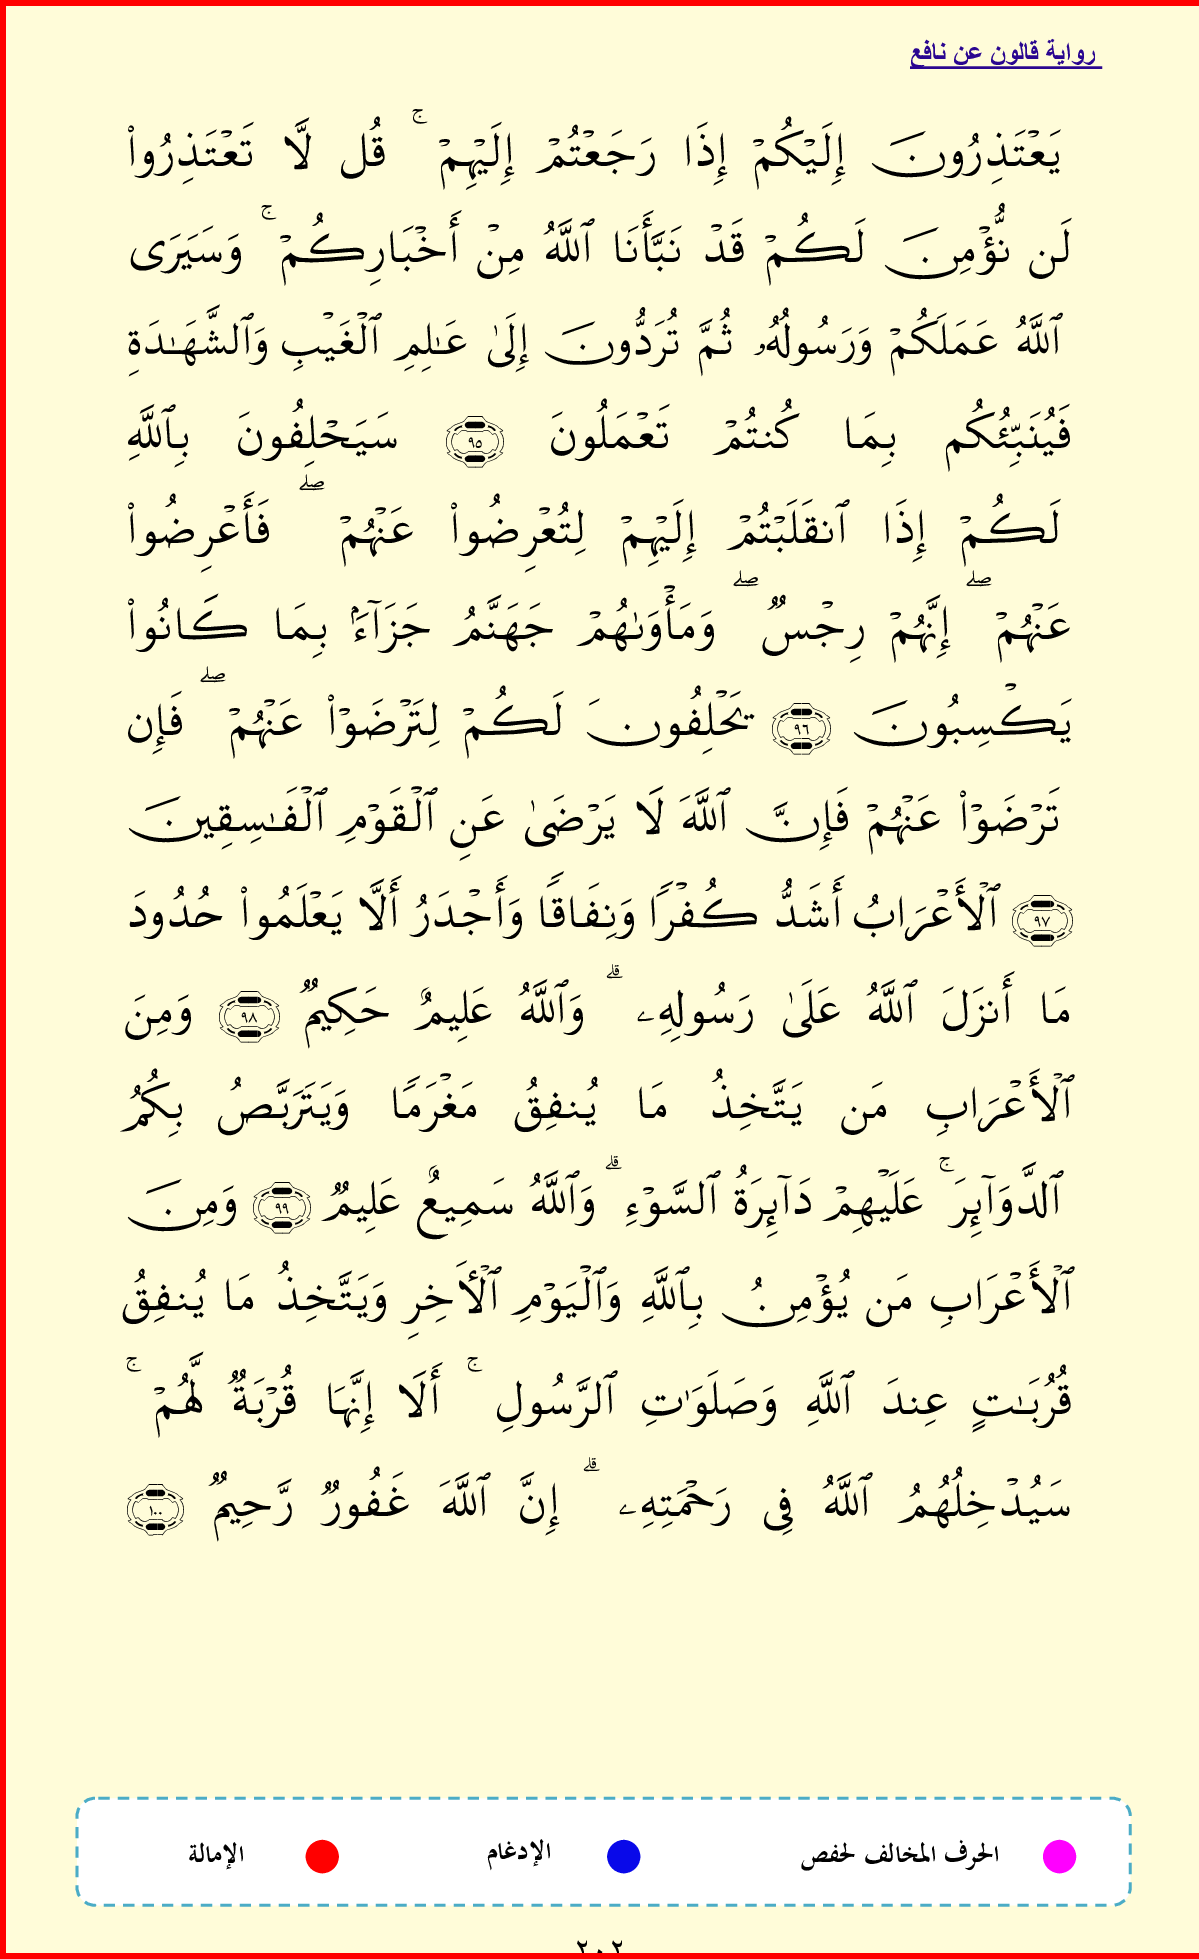 رواية قالون عن نافع
يَعْتَذِرُونَ إِلَيْكُمْ إِذَا رَجَعْتُمْ إِلَيْهِمْ ۚ قُل لَّا تَعْتَذِرُوا۟
لَن نُّؤْمِنَ لَكُمْ قَدْ نَبَّأَنَا ٱللَّهُ مِنْ أَخْبَارِكُمْ ۚ وَسَيَرَى
ٱللَّهُ عَمَلَكُمْ وَرَسُولُهُۥ ثُمَّ تُرَدُّونَ إِلَىٰ عَـٰلِمِ ٱلْغَيْبِ وَٱلشَّهَـٰدَةِ
فَيُنَبِّئُكُم بِمَا كُنتُمْ تَعْمَلُونَ ٩٥ سَيَحْلِفُونَ بِٱللَّهِ
لَكُمْ إِذَا ٱنقَلَبْتُمْ إِلَيْهِمْ لِتُعْرِضُوا۟ عَنْهُمْ ۖ فَأَعْرِضُوا۟
عَنْهُمْ ۖ إِنَّهُمْ رِجْسٌ ۖ وَمَأْوَىٰهُمْ جَهَنَّمُ جَزَآءًۢ بِمَا كَانُوا۟
يَكْسِبُونَ ٩٦ يَحْلِفُونَ لَكُمْ لِتَرْضَوْا۟ عَنْهُمْ ۖ فَإِن
تَرْضَوْا۟ عَنْهُمْ فَإِنَّ ٱللَّهَ لَا يَرْضَىٰ عَنِ ٱلْقَوْمِ ٱلْفَـٰسِقِينَ
٩٧ ٱلْأَعْرَابُ أَشَدُّ كُفْرًا وَنِفَاقًا وَأَجْدَرُ أَلَّا يَعْلَمُوا۟ حُدُودَ
مَا أَنزَلَ ٱللَّهُ عَلَىٰ رَسُولِهِۦ ۗ وَٱللَّهُ عَلِيمٌ حَكِيمٌ ٩٨ وَمِنَ
ٱلْأَعْرَابِ مَن يَتَّخِذُ مَا يُنفِقُ مَغْرَمًا وَيَتَرَبَّصُ بِكُمُ
ٱلدَّوَآئِرَ ۚ عَلَيْهِمْ دَآئِرَةُ ٱلسَّوْءِ ۗ وَٱللَّهُ سَمِيعٌ عَلِيمٌ ٩٩ وَمِنَ
ٱلْأَعْرَابِ مَن يُؤْمِنُ بِٱللَّهِ وَٱلْيَوْمِ ٱلْأَخِرِ وَيَتَّخِذُ مَا يُنفِقُ
قُرُبَـٰتٍ عِندَ ٱللَّهِ وَصَلَوَٰتِ ٱلرَّسُولِ ۚ أَلَا إِنَّهَا قُرْبَةٌ لَّهُمْ ۚ
سَيُدْخِلُهُمُ ٱللَّهُ فِى رَحْمَتِهِۦ ۗ إِنَّ ٱللَّهَ غَفُورٌ رَّحِيمٌ ١٠٠
الحرف المخالف لحفص الإدغام الإمالة
٢٠٢